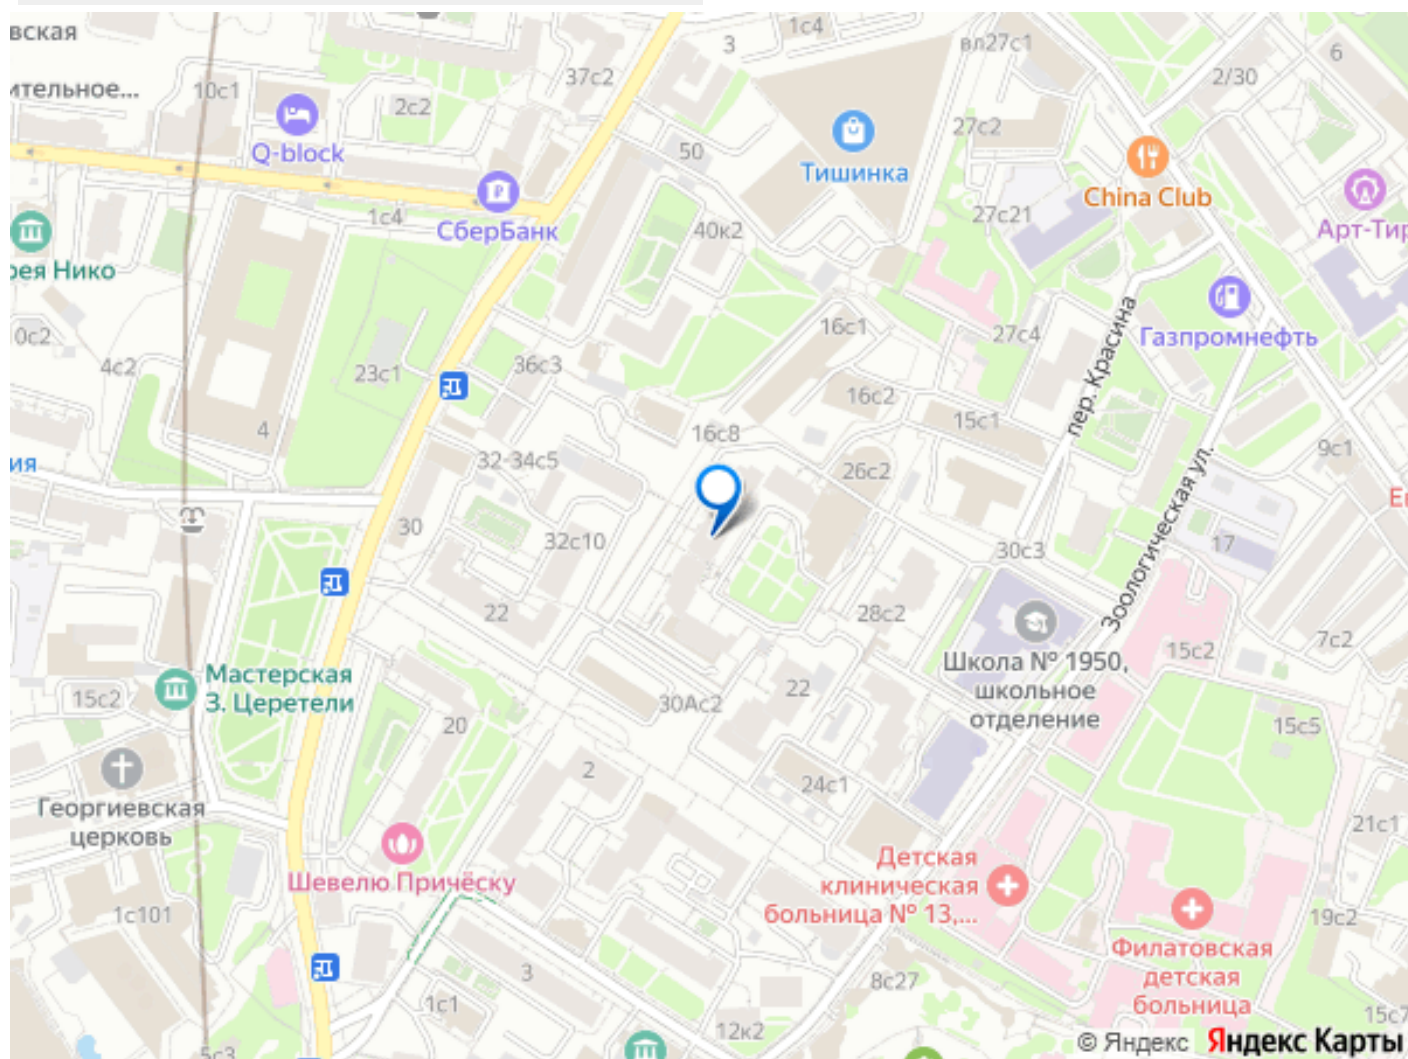 вская
1с4
3
вл27с1
6
ительное...
10с1
37с2
2с2
2/30
27с2
Q-block
50
Тишинка
China Club
СберБанк
1с4
40к2
27с21
Арт-Тир
рея Нико
16с1
27с4
Газпромнефть
0с2
4с2
23с1
36с3
пер. Красина
16с2
15с1
4
16с8
9с1
ия
32-34с5
26с2
Зоологическая ул.
30
32с10
30с3
17
22
28с2
7с2
15с2
Школа № 1950,
школьное
отделение
Мастерская
З. Церетели
15с2
30Ас2
22
15с5
20
2
24с1
Георгиевская
церковь
21с1
Шевелю Причёску
Детская
клиническая
больница № 13,...
1с101
19с2
Филатовская
детская
больница
3
8с27
1с1
12к2
15с7
5с3
© Яндекс Яндекс Карты